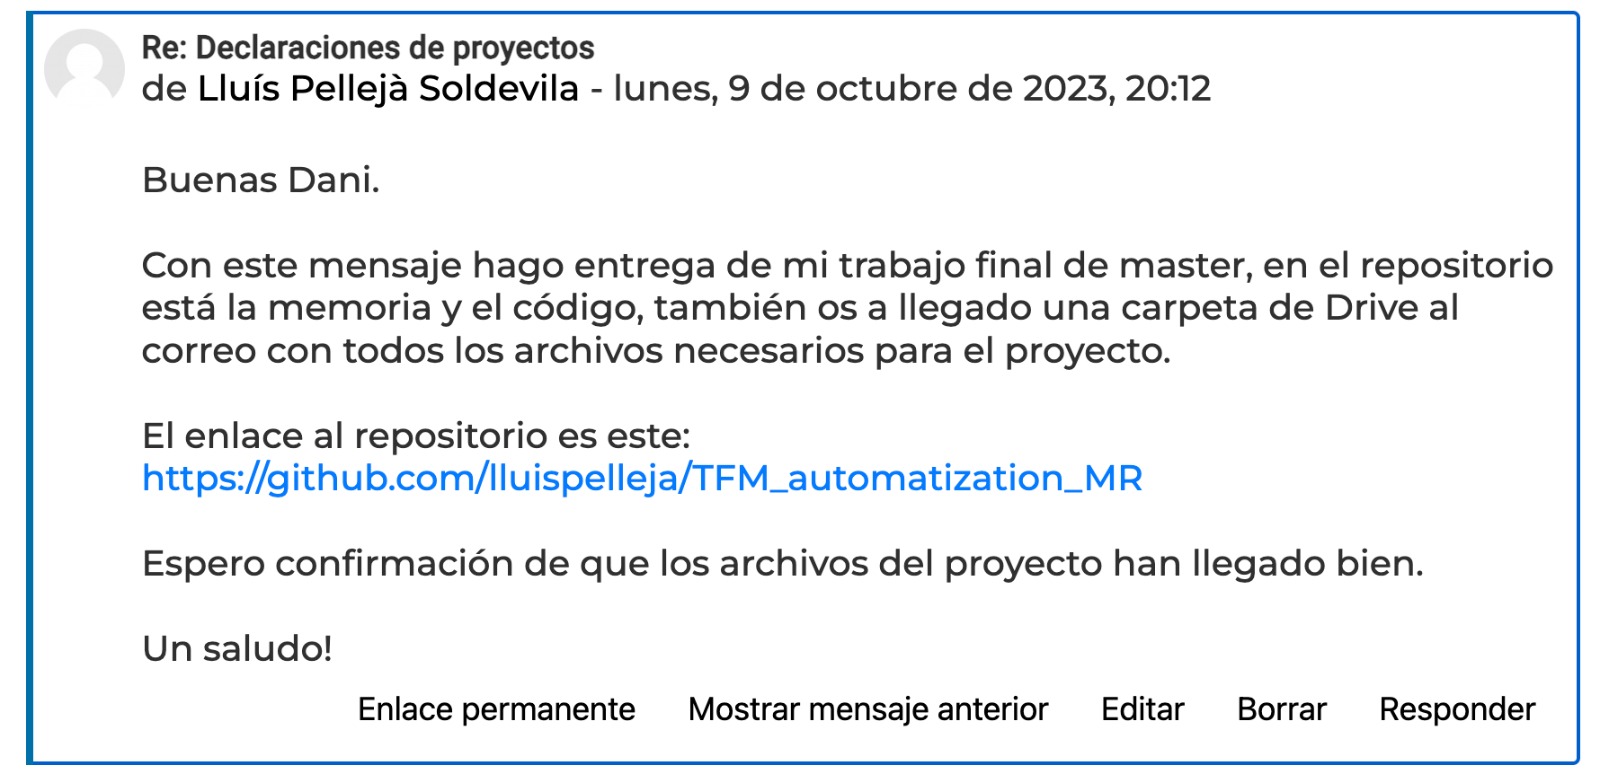 Re: Declaraciones de proyectos
de Lluís Pellejà Soldevila - lunes, 9 de octubre de 2023, 20:12
Buenas Dani.
Con este mensaje hago entrega de mi trabajo final de master, en el repositorio
está la memoria y el código, también os a llegado una carpeta de Drive al
correo con todos los archivos necesarios para el proyecto.
El enlace al repositorio es este:
https://github.com/lluispelleja/TFM_automatization_MR
Espero confirmación de que los archivos del proyecto han llegado bien.
Un saludo!
Enlace permanente Mostrar mensaje anterior Editar Borrar Responder